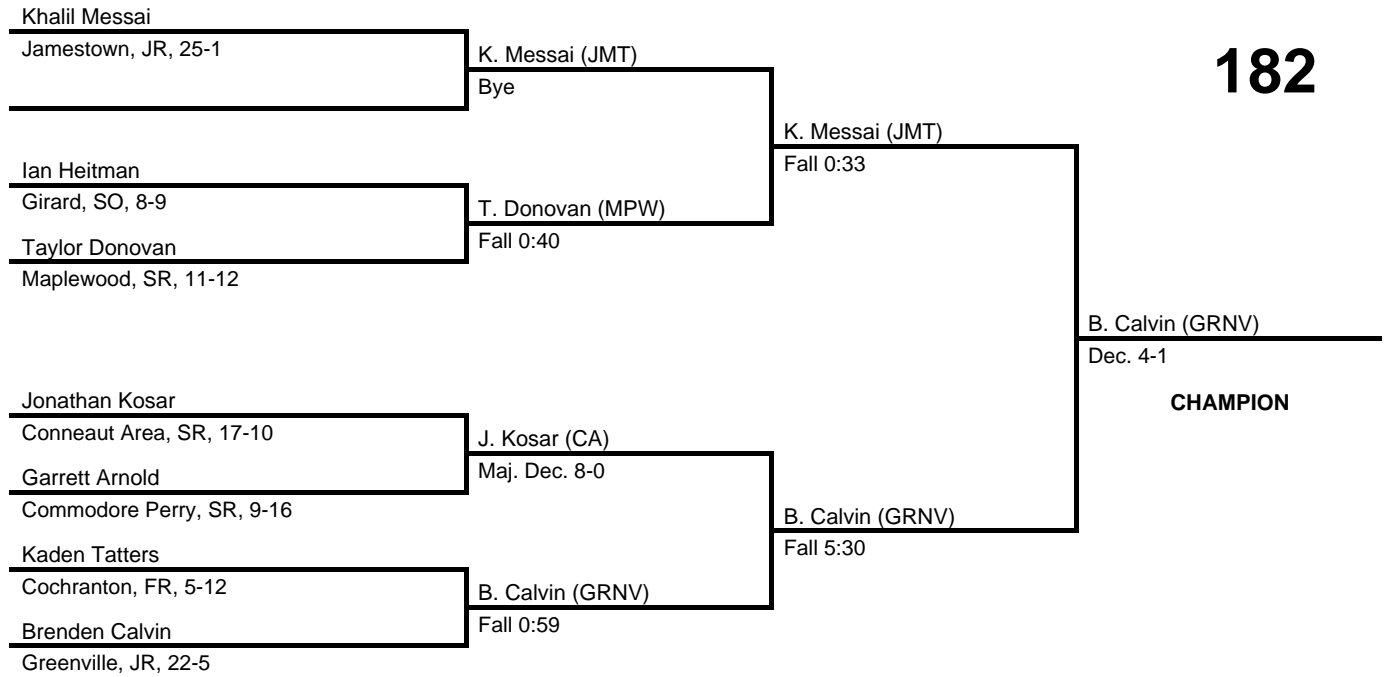 Khalil Messai
Jamestown, JR, 25-1
K. Messai (JMT)
Bye
182
K. Messai (JMT)
Fall 0:33
Ian Heitman
Girard, SO, 8-9
T. Donovan (MPW)
Fall 0:40
Taylor Donovan
Maplewood, SR, 11-12
B. Calvin (GRNV)
Dec. 4-1
CHAMPION
Jonathan Kosar
Conneaut Area, SR, 17-10
J. Kosar (CA)
Maj. Dec. 8-0
Garrett Arnold
Commodore Perry, SR, 9-16
B. Calvin (GRNV)
Fall 5:30
Kaden Tatters
Cochranton, FR, 5-12
B. Calvin (GRNV)
Fall 0:59
Brenden Calvin
Greenville, JR, 22-5